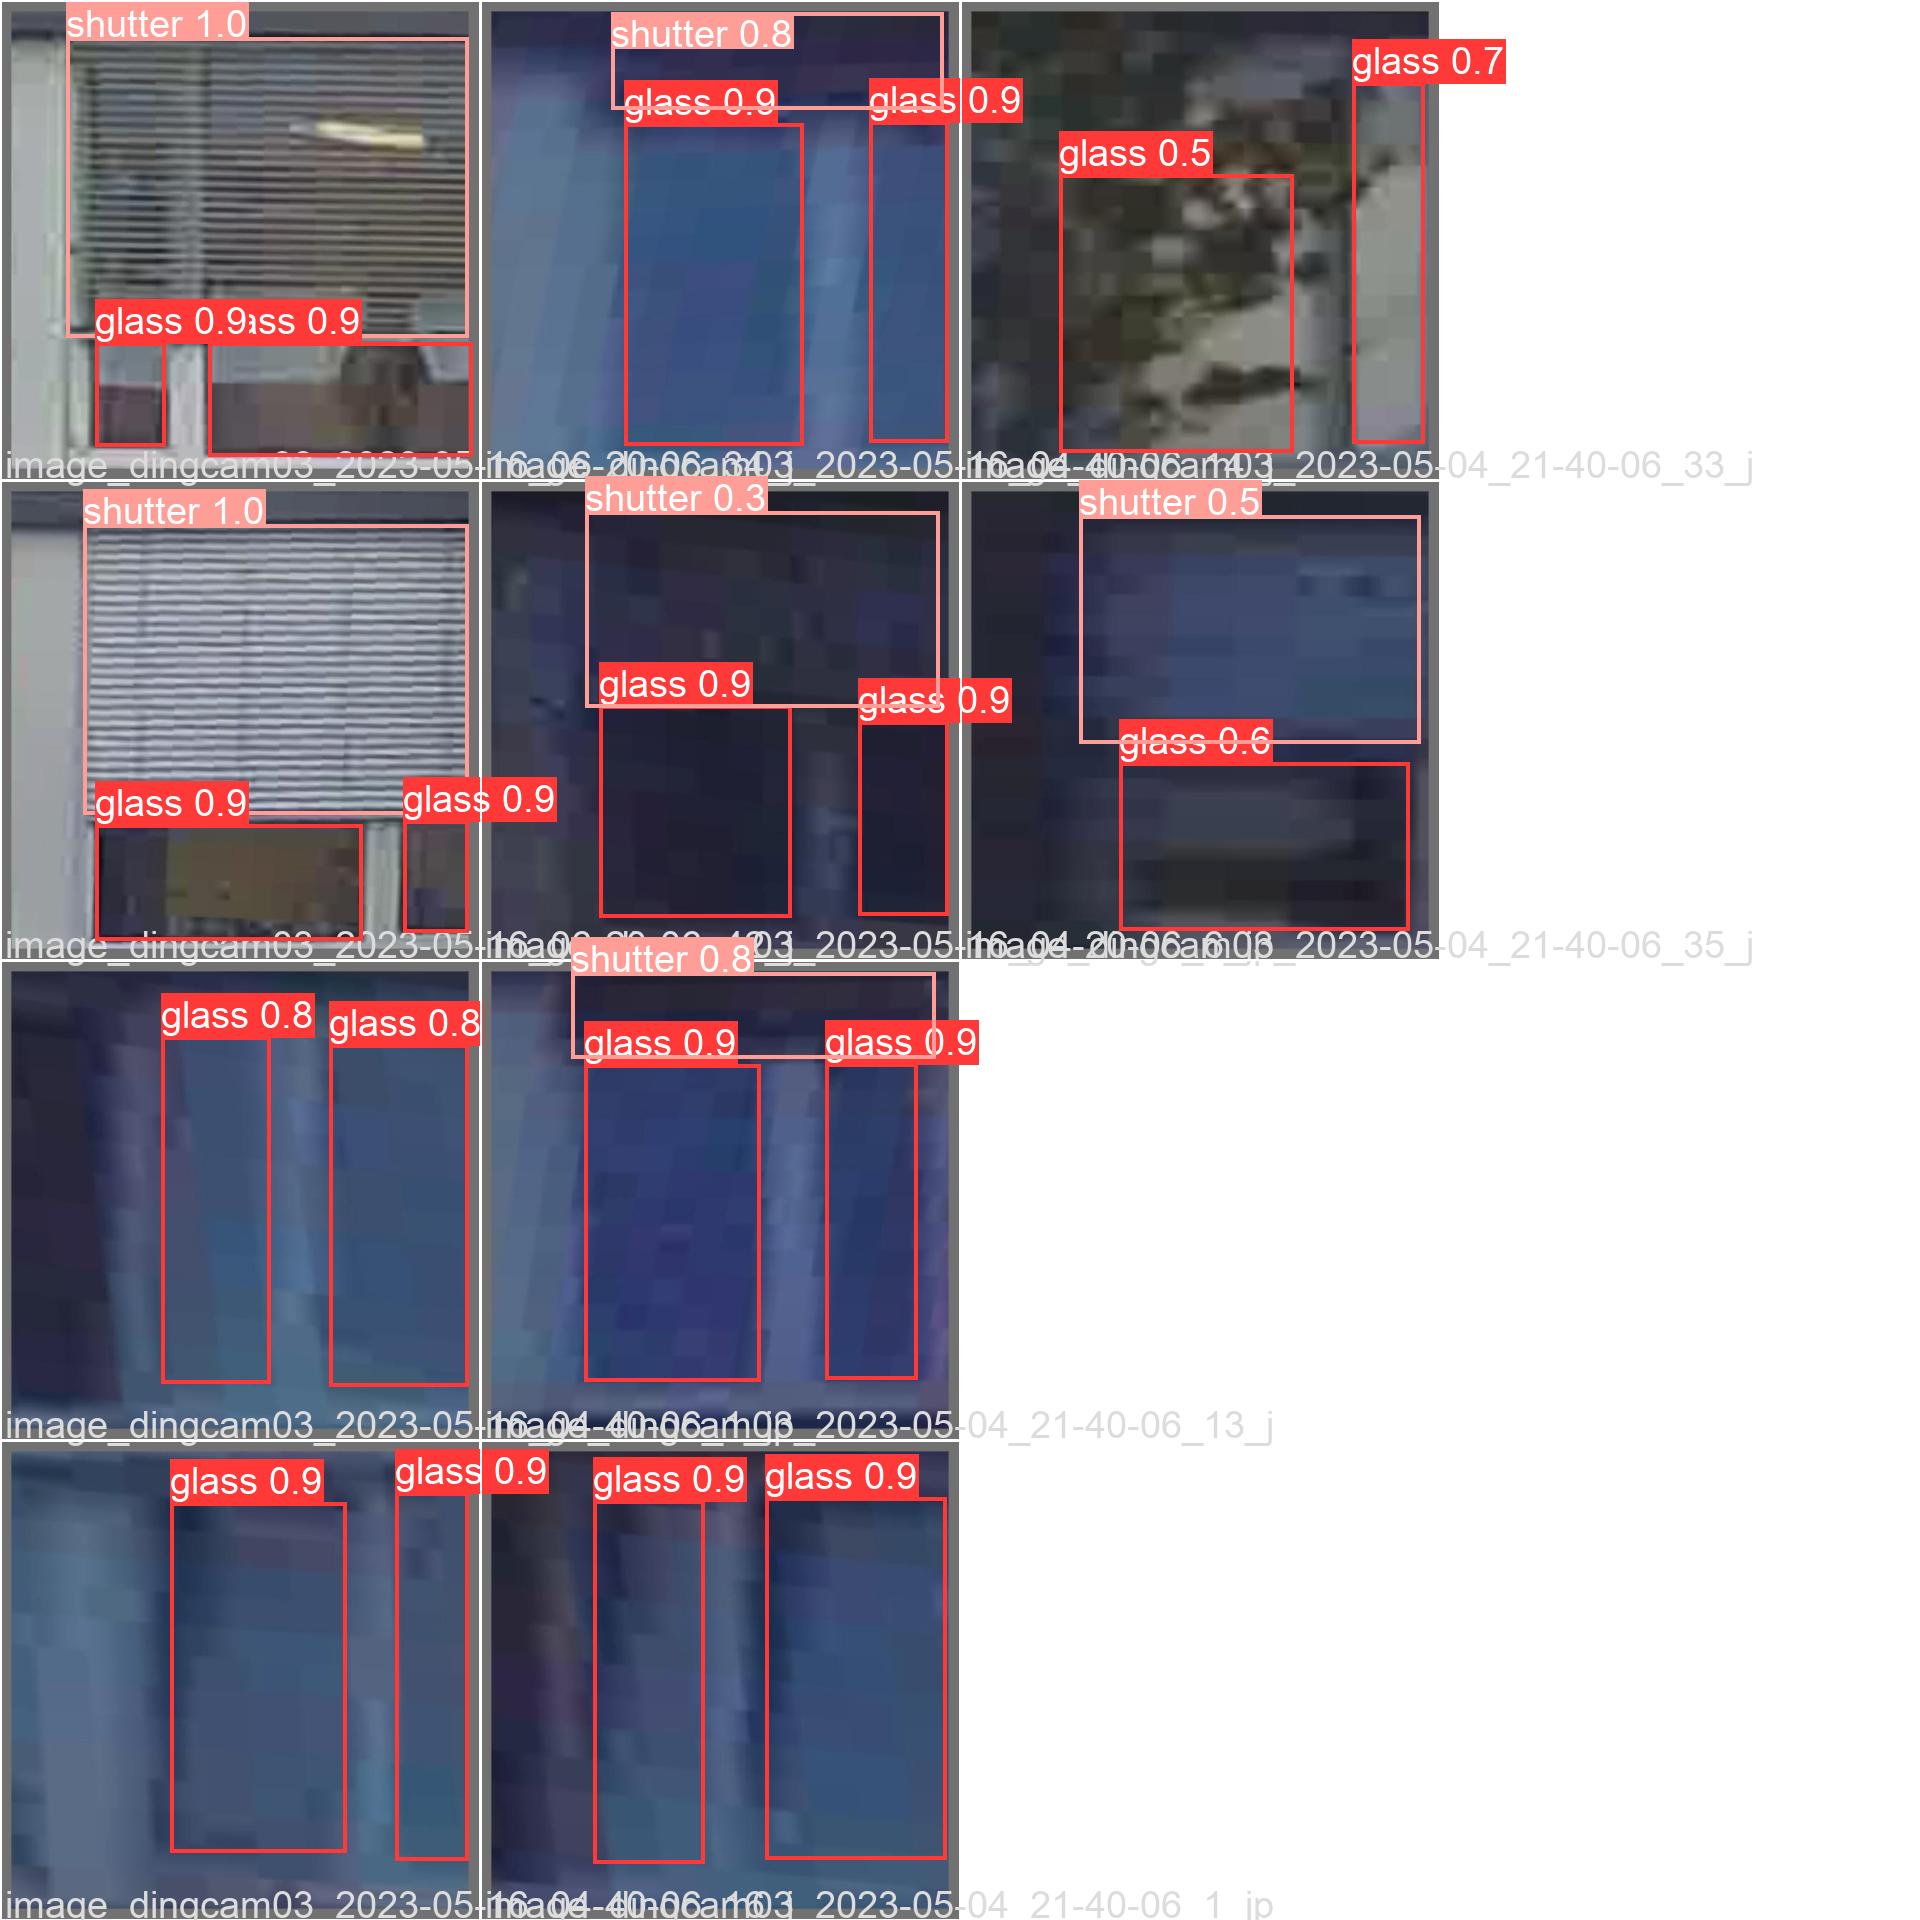 shutter 1.0
shutter 0.8
glass 0.7
glass 0.9
glass 0.9
glass 0.5
glass 0.9
ass 0.9
image_dingcam03_2023-05-
2023-05-
2023-05-04_21-40-06_33_j
shutter 1.0
shutter 0.3
shutter 0.5
glass 0.9
glass 0.9
glass 0.6
glass 0.9
glass 0.9
image_dingcam03_2023-05-
2023-05-
2023-05-04_21-40-06_35_j
shutter 0.8
glass 0.8
glass 0.8
glass 0.9
glass 0.9
image_dingcam03_2023-05-
2023-05-04_21-40-06_13_j
glass 0.9
glass 0.9
glass 0.9
glass 0.9
image_dingcam03_2023-05-
2023-05-04_21-40-06_1_jp